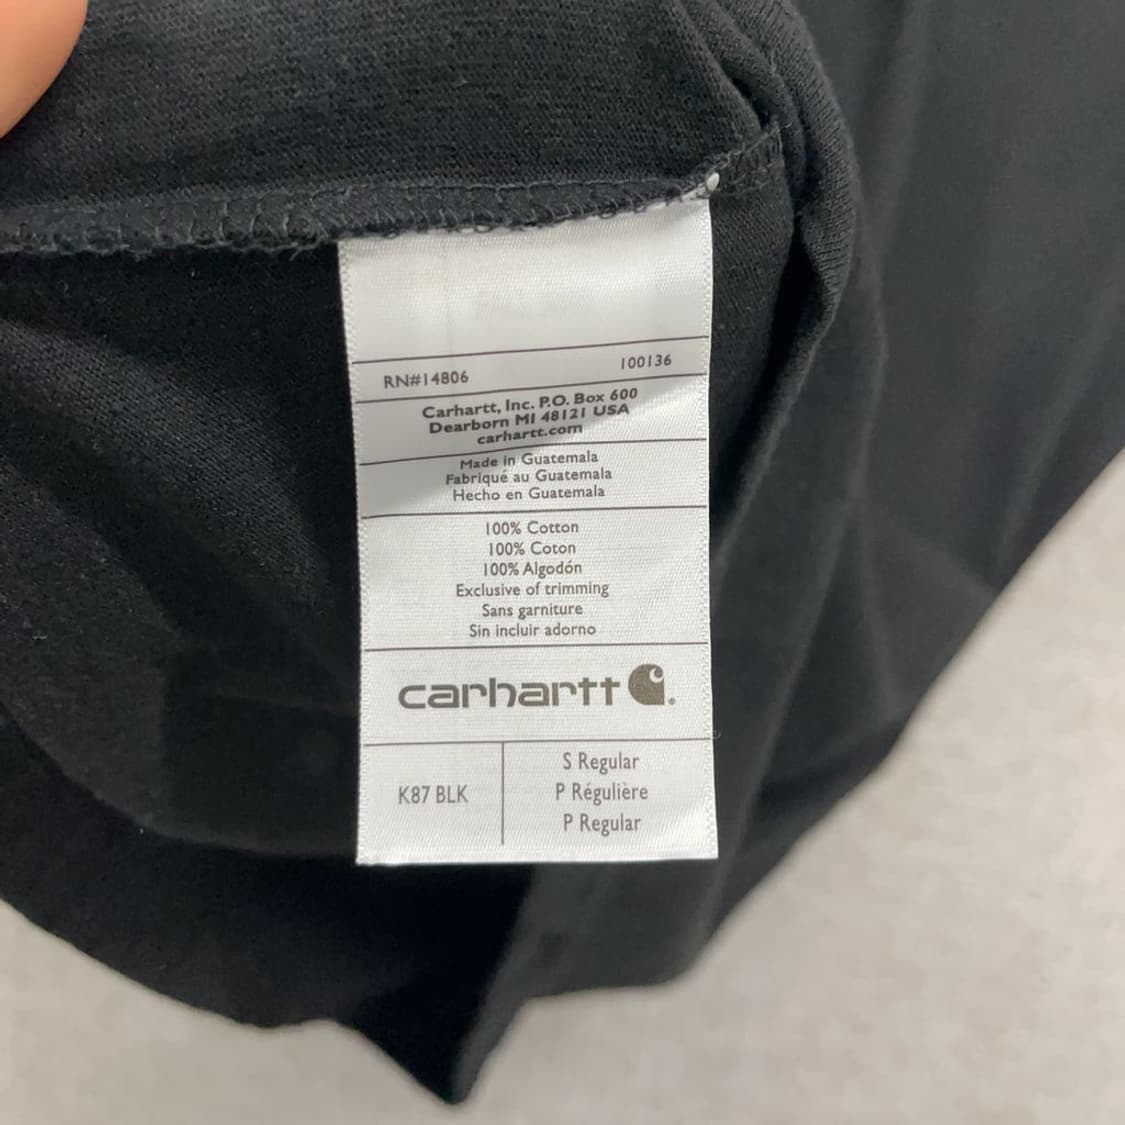 RN#14806 100136
Carhartt, Inc. P.O. Box 600
Dearborn MI 48121 USA
carhartt.com
Made in Guatemala
Fabriqué au Guatemala
Hecho en Guatemala
100% Cotton
100% Coton
100% Algodón
Exclusive of trimming
Sans garniture
Sin incluir adorno
carhartt
K87 BLK
S Regular
P Régulière
P Regular